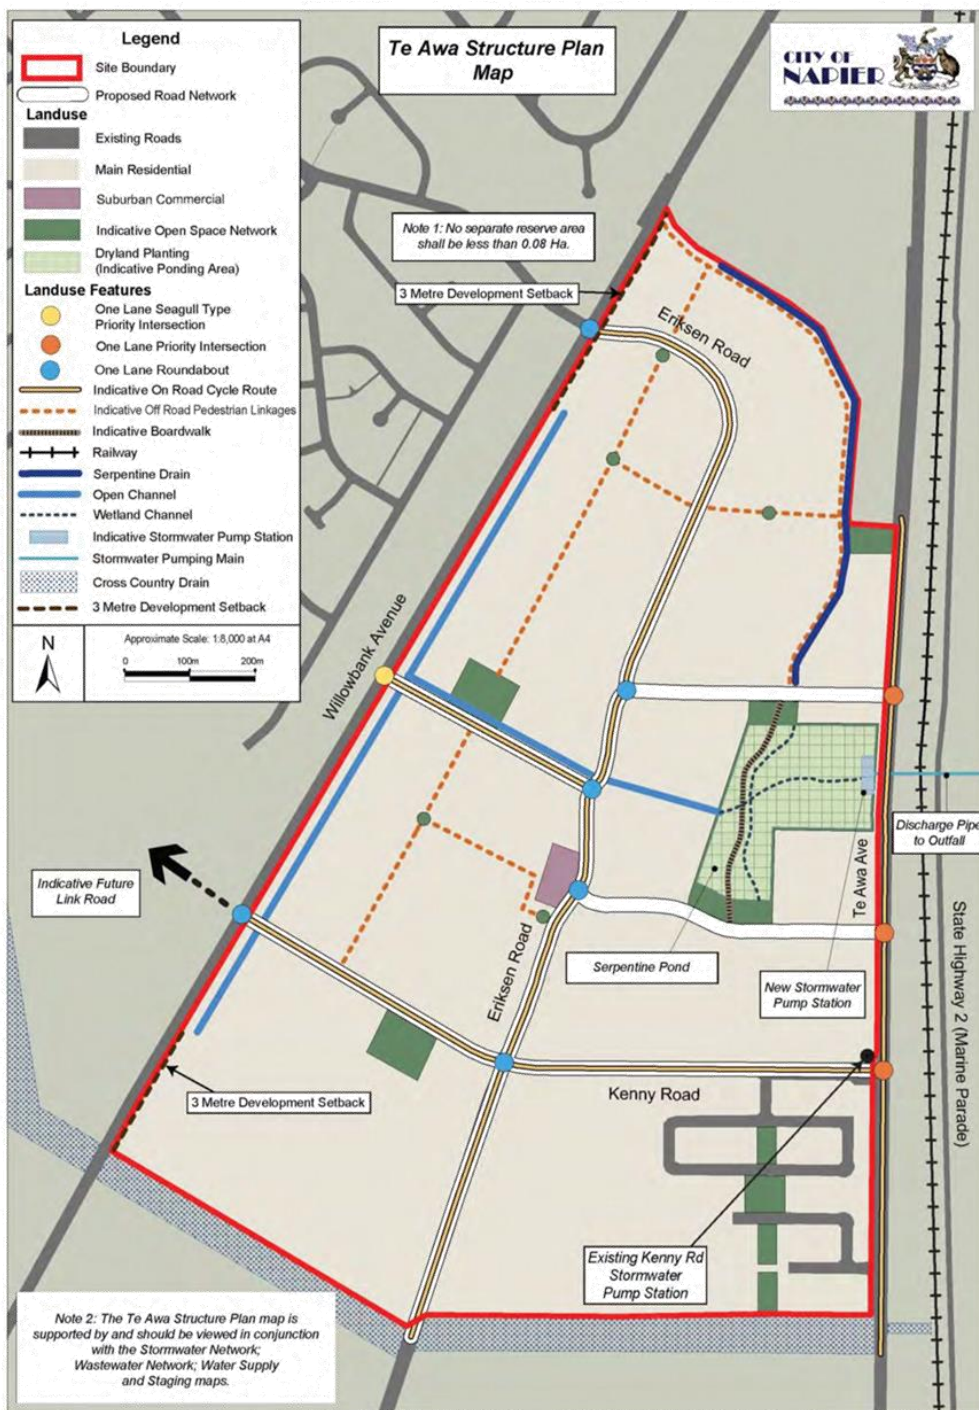 Te Awa Structure Plan
Map
CITY OF
NAPIER
Legend
Site Boundary
Proposed Road Network
Landuse
Existing Roads
Main Residential
Suburban Commercial
Indicative Open Space Network
Dryland Planting
(Indicative Ponding Area)
Landuse Features
One Lane Seagull Type
Priority Intersection
One Lane Priority Intersection
One Lane Roundabout
Indicative On Road Cycle Route
Indicative Off Road Pedestrian Linkages
Indicative Boardwalk
Railway
Serpentine Drain
Open Channel
Wetland Channel
Indicative Stormwater Pump Station
Stormwater Pumping Main
Cross Country Drain
3 Metre Development Setback
N
Approximate Scale: 1:8,000 at A4
0 100m 200m
Note 1: No separate reserve area
shall be less than 0.08 Ha.
3 Metre Development Setback
Eriksen Road
Willowbank Avenue
Indicative Future
Link Road
Discharge Pipe
to Outfall
Te Awa Ave
State Highway 2 (Marine Parade)
Eriksen Road
Serpentine Pond
New Stormwater
Pump Station
3 Metre Development Setback
Kenny Road
Existing Kenny Rd
Stormwater
Pump Station
Note 2: The Te Awa Structure Plan map is
supported by and should be viewed in conjunction
with the Stormwater Network;
Wastewater Network; Water Supply
and Staging maps.